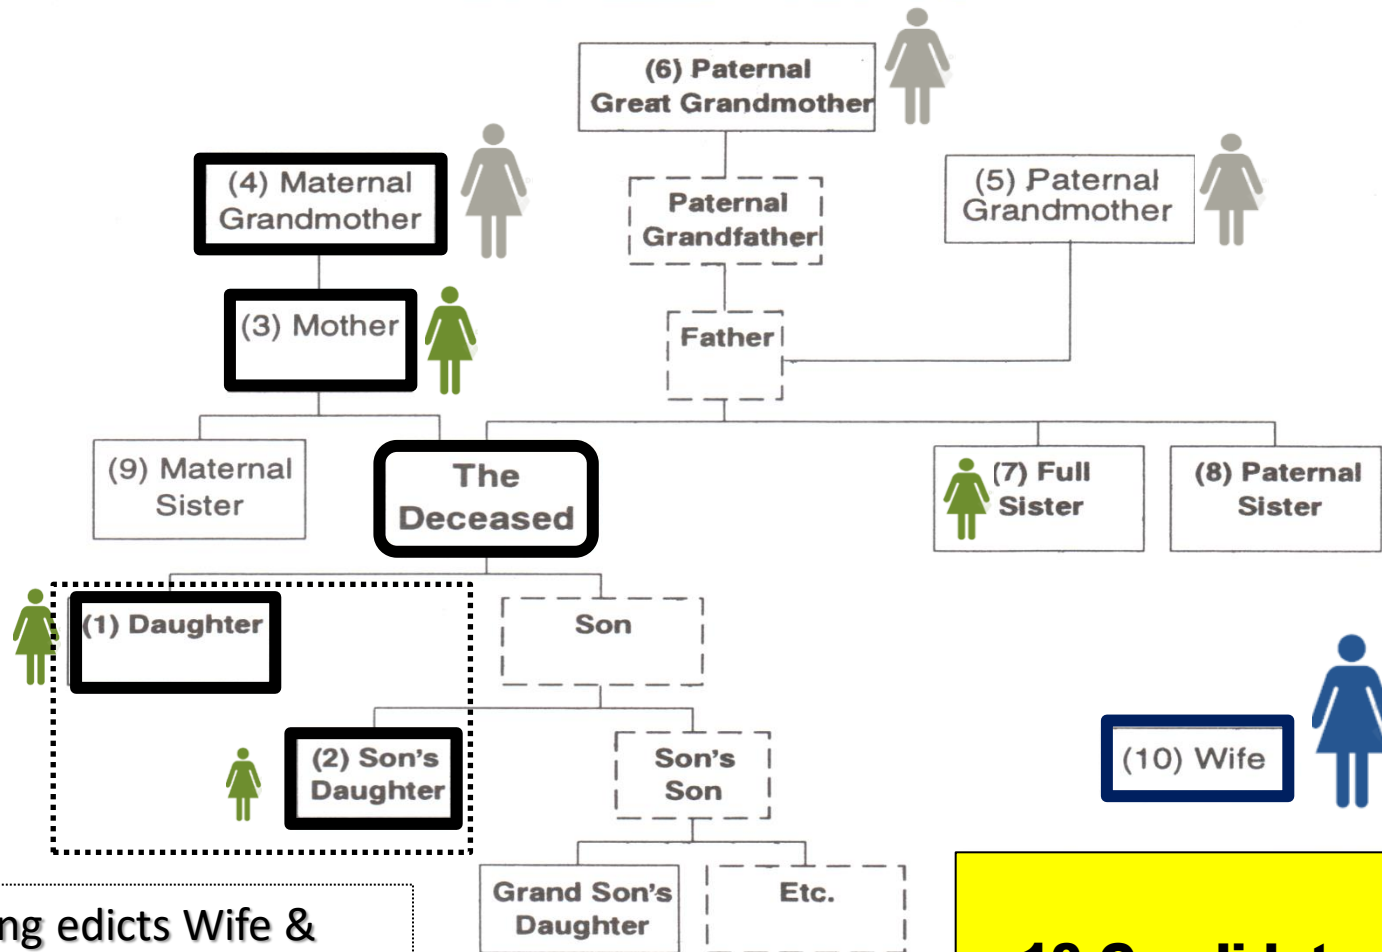 (6) Paternal
Great Grandmother
(4) Maternal
Grandmother
Paternal
Grandfather
(5) Paternal
Grandmother
(3) Mother
Father
(9) Maternal
Sister
The
Deceased
(7) Full
Sister
(8) Paternal
Sister
(1) Daughter
Son
(2) Son's
Daughter
Son's
Son
(10) Wife
Grand Son's
Daughter
Etc.
edicts Wife &